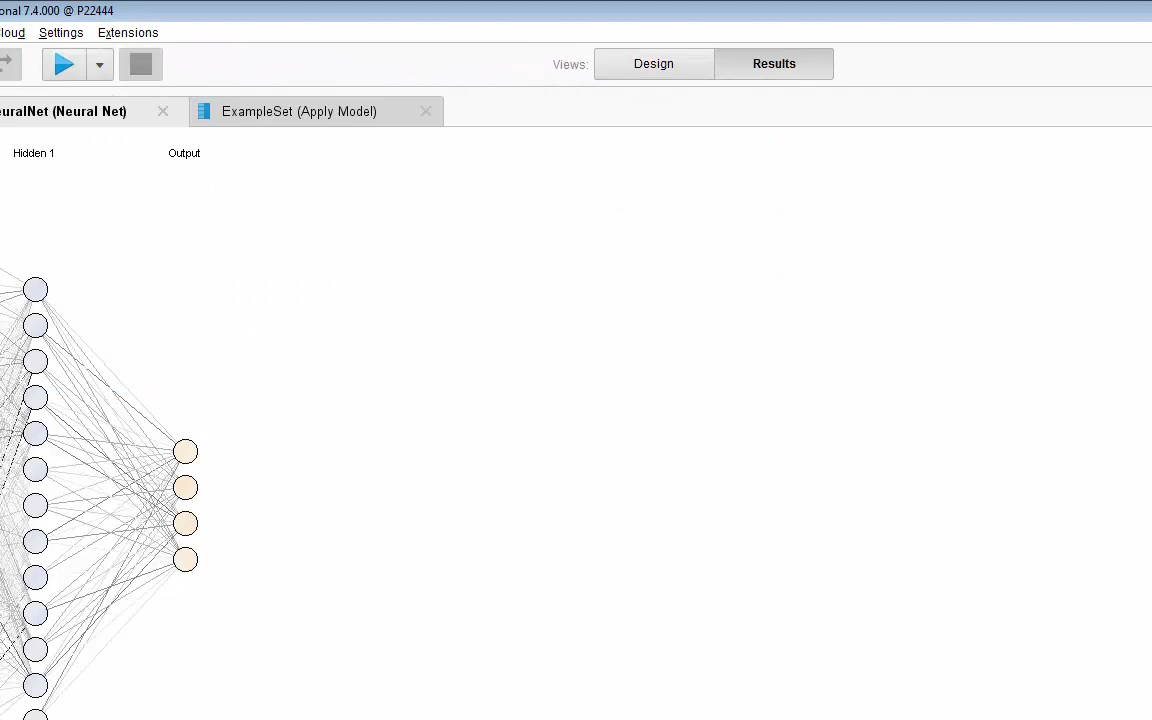 onal 7.4.000 @ P22444
loud Settings Extensions
Views: Design Results
euralNet (Neural Net) ExampleSet (Apply Model)
Hidden 1 Output